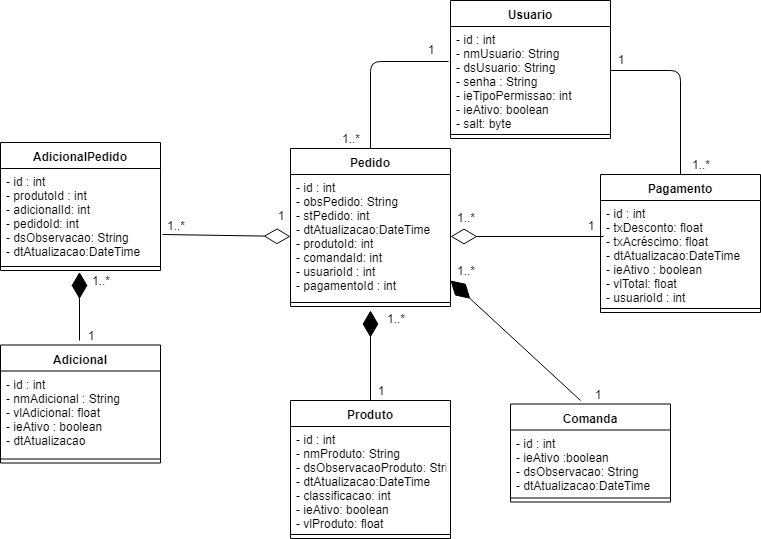 Usuario
- id : int
- nmUsuario: String
- dsUsuario: String
- senha : String
- ieTipoPermissao: int
- ieAtivo: boolean
- salt: byte
1
1
1..*
1..*
AdicionalPedido
- id : int
- produtoId : int
- adicionalId: int
- pedidoId: int
- dsObservacao: String
- dtAtualizacao:DateTime
1..*
1
Pedido
- id : int
- obsPedido: String
- stPedido: int
- dtAtualizacao:DateTime
- produtoId: int
- comandaId: int
- usuarioId : int
- pagamentoId : int
1..*
1
Pagamento
- id : int
- txDesconto: float
- txAcréscimo: float
- dtAtualizacao:DateTime
- ieAtivo : boolean
- vlTotal: float
- usuarioId : int
1..*
1..*
1..*
1
1
1
Adicional
- id : int
- nmAdicional : String
- vlAdicional: float
- ieAtivo : boolean
- dtAtualizacao
Produto
- id : int
- nmProduto: String
- dsObservacaoProduto: Stri
- dtAtualizacao:DateTime
- classificacao: int
- ieAtivo: boolean
- vlProduto: float
Comanda
- id : int
- ieAtivo :boolean
- dsObservacao: String
- dtAtualizacao:DateTime